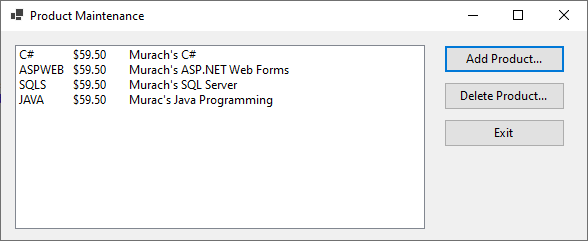 Product Maintenance
C# $59.50 Murach's C#
ASPWEB $59.50 Murach's ASP.NET Web Forms
SQLS $59.50 Murach's SQL Server
JAVA $59.50 Murac's Java Programming
Add Product...
Delete Product...
Exit